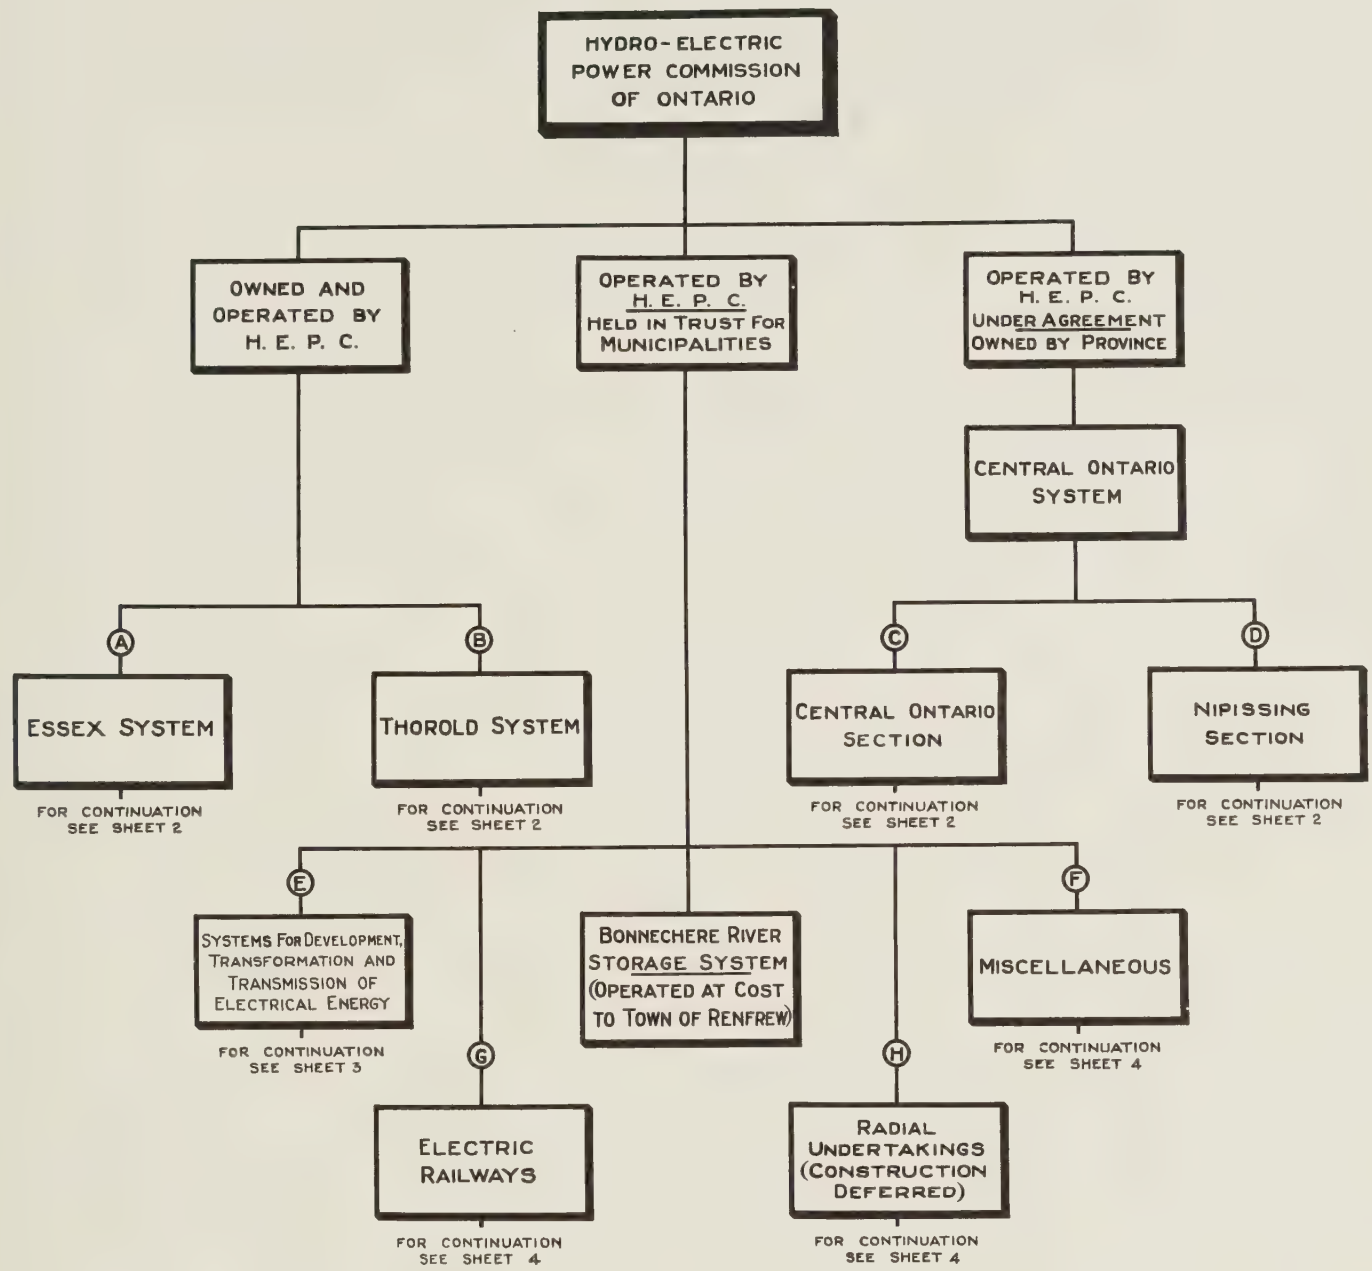 HYDRO-ELECTRIC
POWER COMMISSION
OF ONTARIO
OWNED AND
OPERATED BY
H. E. P. C.
OPERATED BY
H. E. P. C.
HELD IN TRUST FOR
MUNICIPALITIES
OPERATED BY
H. E. P. C.
UNDER AGREEMENT
OWNED BY PROVINCE
CENTRAL ONTARIO
SYSTEM
A
B
C
D
ESSEX SYSTEM
THOROLD SYSTEM
CENTRAL ONTARIO
SECTION
NIPISSING
SECTION
FOR CONTINUATION
SEE SHEET 2
FOR CONTINUATION
SEE SHEET 2
FOR CONTINUATION
SEE SHEET 2
FOR CONTINUATION
SEE SHEET 2
E
F
SYSTEMS FOR DEVELOPMENT,
TRANSFORMATION AND
TRANSMISSION OF
ELECTRICAL ENERGY
BONNECHERE RIVER
STORAGE SYSTEM
(OPERATED AT COST
TO TOWN OF RENFREW)
MISCELLANEOUS
FOR CONTINUATION
SEE SHEET 3
FOR CONTINUATION
SEE SHEET 4
G
H
ELECTRIC
RAILWAYS
RADIAL
UNDERTAKINGS
(CONSTRUCTION
DEFERRED)
FOR CONTINUATION
SEE SHEET 4
FOR CONTINUATION
SEE SHEET 4